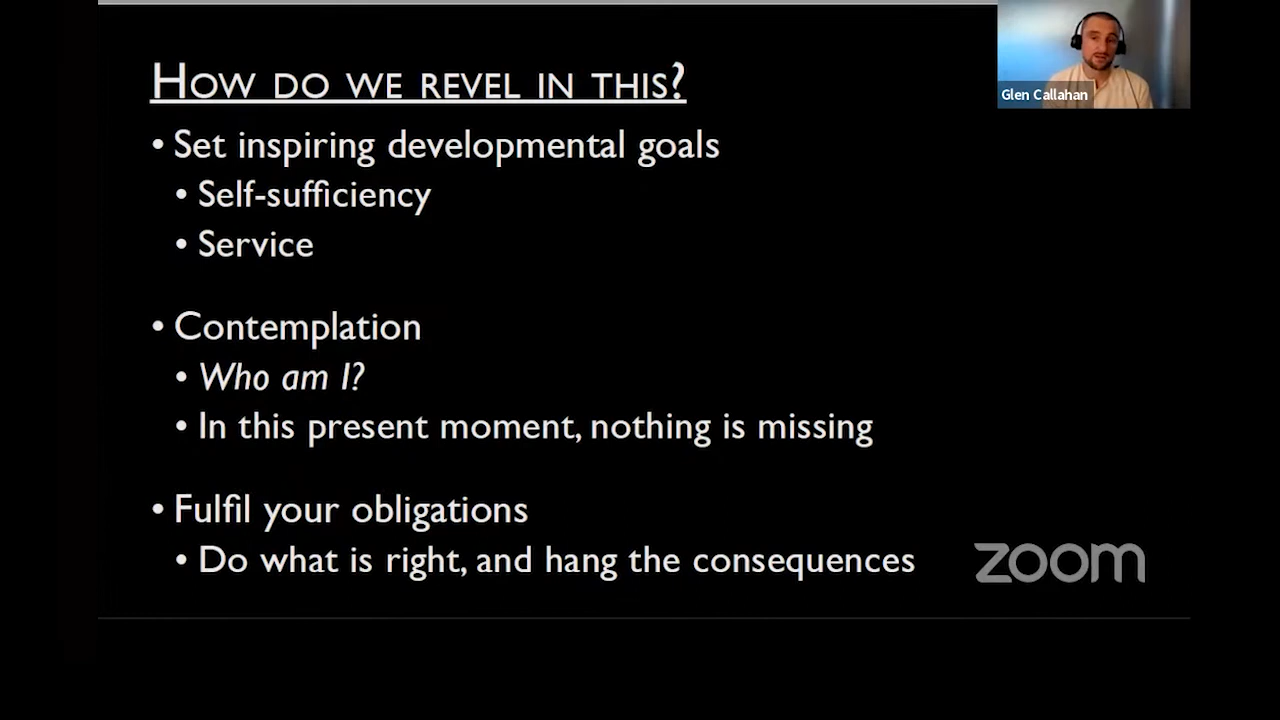 How do we revel in this?
• Set inspiring developmental goals
• Self-sufficiency
• Service
• Contemplation
• Who am I?
• In this present moment, nothing is missing
• Fulfil your obligations
• Do what is right, and hang the consequences
Glen Callahan
zoom